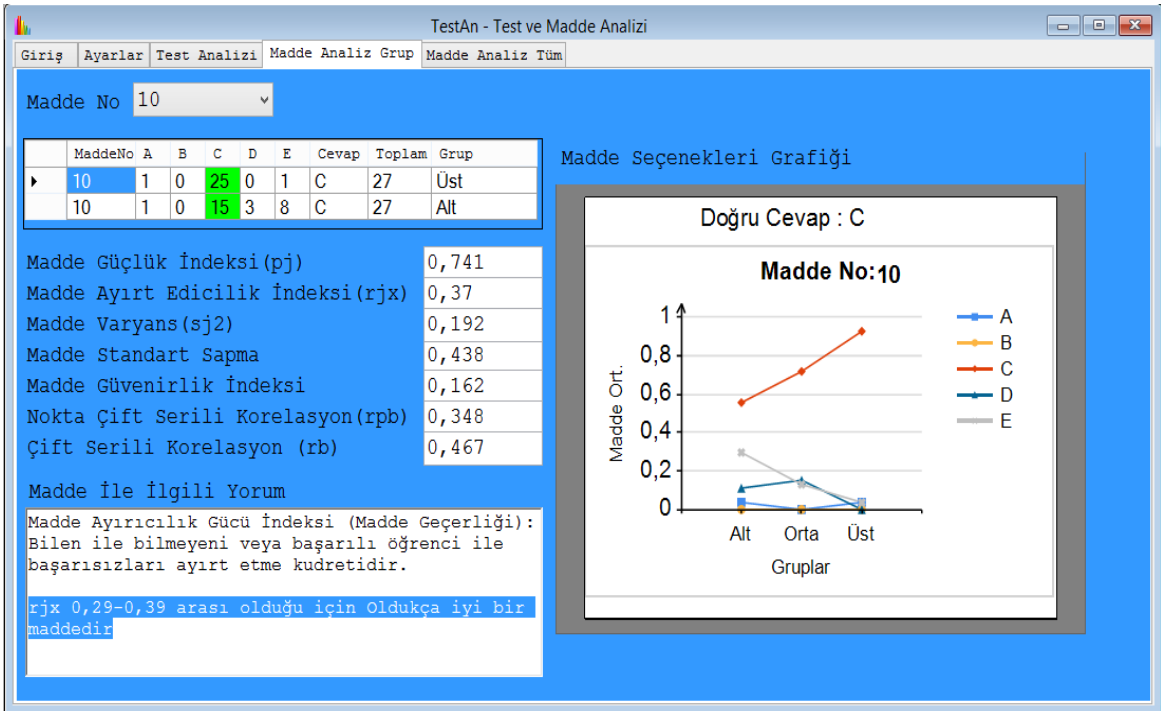 TestAn - Test ve Madde Analizi
Giriş Ayarlar Test Analizi Madde Analiz Grup Madde Analiz Tüm
Madde No 10
MaddeNo A B C D E Cevap Toplam Grup
10 1 0 25 0 1 C 27 Üst
10 1 0 15 3 8 C 27 Alt
Madde Güçlük İndeksi(pj) 0,741
Madde Ayırt Edicilik İndeksi(rjx) 0,37
Madde Varyans(sj2) 0,192
Madde Standart Sapma 0,438
Madde Güvenirlik İndeksi 0,162
Nokta Çift Serili Korelasyon(rpb) 0,348
Çift Serili Korelasyon (rb) 0,467
Madde İle İlgili Yorum
Madde Ayırıcılık Gücü İndeksi (Madde Geçerliği):
Bilen ile bilmeyeni veya başarılı öğrenci ile
başarısızları ayırt etme kudretidir.
rjx 0,29-0,39 arası olduğu için Oldukça iyi bir
maddedir
Madde Seçenekleri Grafiği
Doğru Cevap : C
Madde No:10
Madde Ort.
1
0,8
0,6
0,4
0,2
0
Alt Orta Üst
Gruplar
A
B
C
D
E